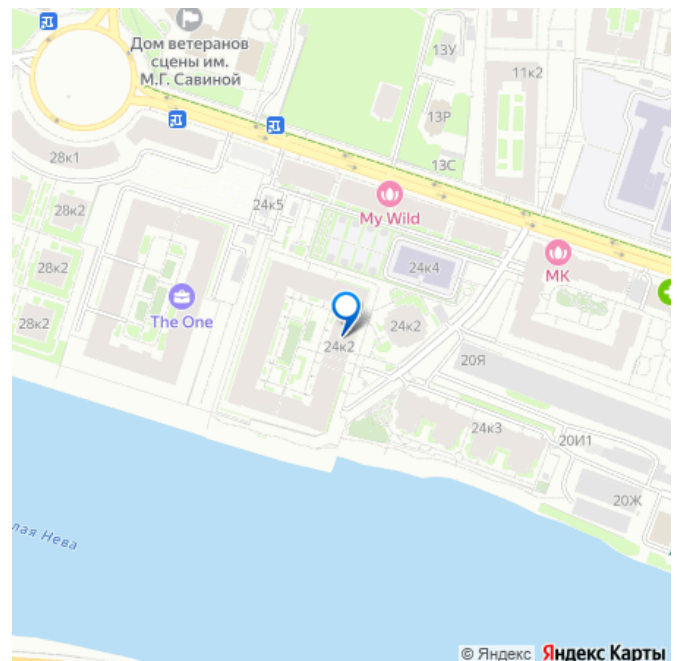 Дом ветеранов
сцены им.
М.Г. Савиной
13У
11к2
13Р
28к1
13С
My Wild
24к5
28к2
МК
28к2
24к4
The One
28к2
24к2
24к2
20Я
24к3
20И1
20Ж
лая Нева
© Яндекс Яндекс Карты